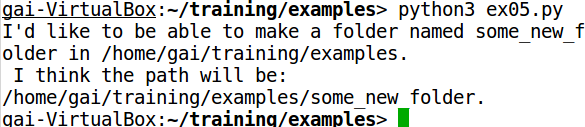 gai-VirtualBox:~/training/examples> python3 ex05.py
I'd like to be able to make a folder named some_new_f
older in /home/gai/training/examples.
 I think the path will be:
/home/gai/training/examples/some_new_folder.
gai-VirtualBox:~/training/examples>